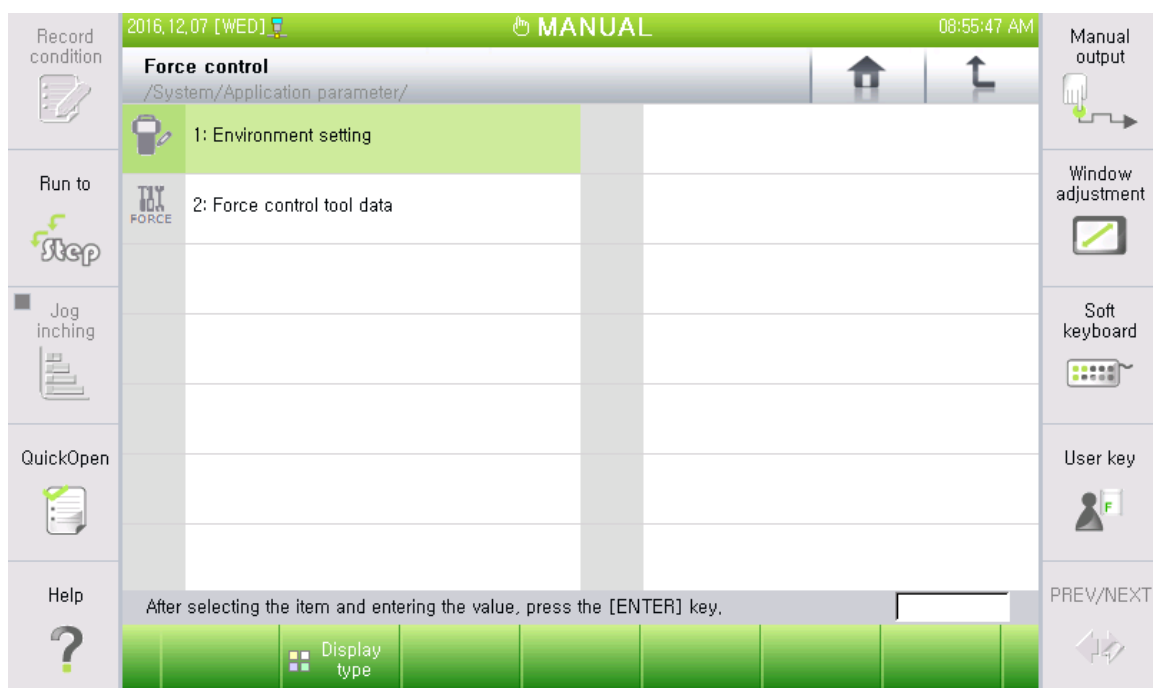 Record
condition
Run to
Step
Jog
inching
QuickOpen
Help
2016,12,07 [WED]
MANUAL
08:55:47 AM
Force control
/System/Application parameter/
1: Environment setting
FORCE
2: Force control tool data
After selecting the item and entering the value, press the [ENTER] key,
Display
type
Manual
output
Window
adjustment
Soft
keyboard
User key
F
PREV/NEXT